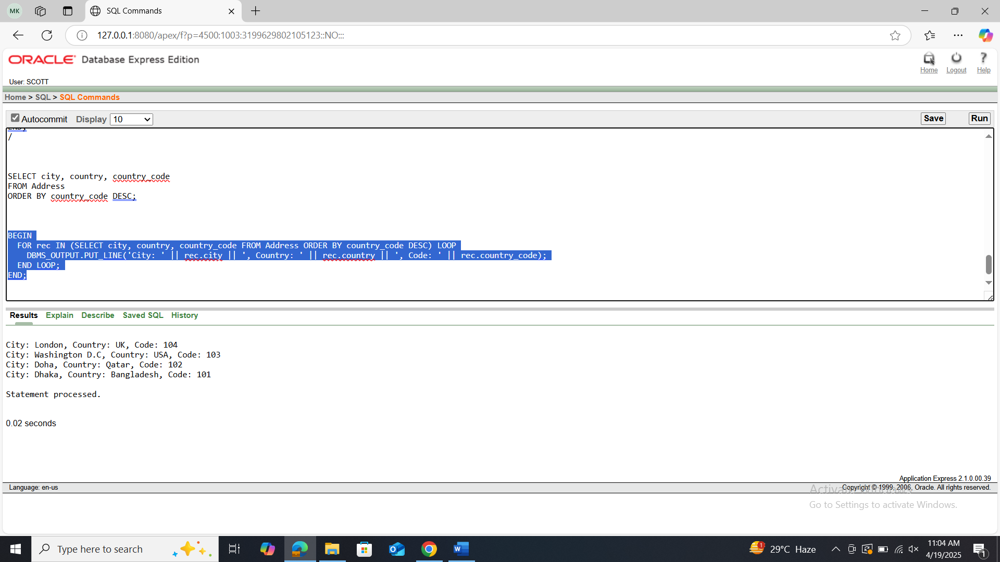 MK
SQL Commands
127.0.0.1:8080/apex/f?p=4500:1003:3199629802105123::NO:::
ORACLE Database Express Edition
Home Logout Help
User: SCOTT
Home > SQL > SQL Commands
Autocommit Display 10 Save Run
END;
/
SELECT city, country, country_code
FROM Address
ORDER BY country_code DESC;
BEGIN
FOR rec IN (SELECT city, country, country_code FROM Address ORDER BY country_code DESC) LOOP
DBMS_OUTPUT.PUT_LINE('City: ' || rec.city || ', Country: ' || rec.country || ', Code: ' || rec.country_code);
END LOOP;
END;
Results Explain Describe Saved SQL History
City: London, Country: UK, Code: 104
City: Washington D.C, Country: USA, Code: 103
City: Doha, Country: Qatar, Code: 102
City: Dhaka, Country: Bangladesh, Code: 101
Statement processed.
0.02 seconds
Application Express 2.1.0.00.39
Language: en-us Copyright © 1999, 2006, Oracle. All rights reserved.
Activate Windows
Go to Settings to activate Windows.
Type here to search
1 29°C Haze
11:04 AM
4/19/2025
1